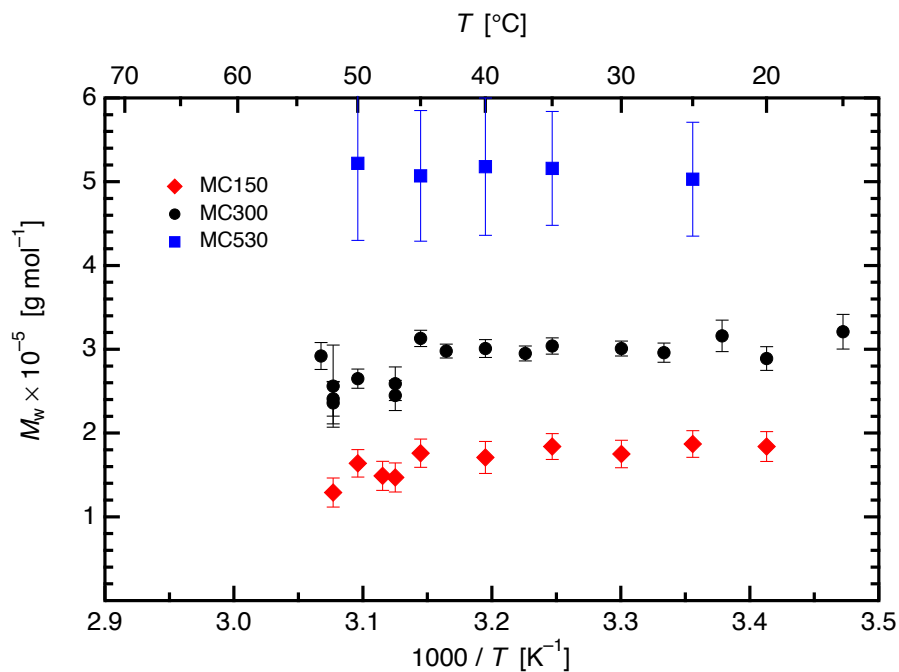 T [°C]
70 60 50 40 30 20
6
5
4
3
2
1
M_w × 10^−5 [g mol^−1]
MC150
MC300
MC530
2.9 3.0 3.1 3.2 3.3 3.4 3.5
1000 / T [K^−1]